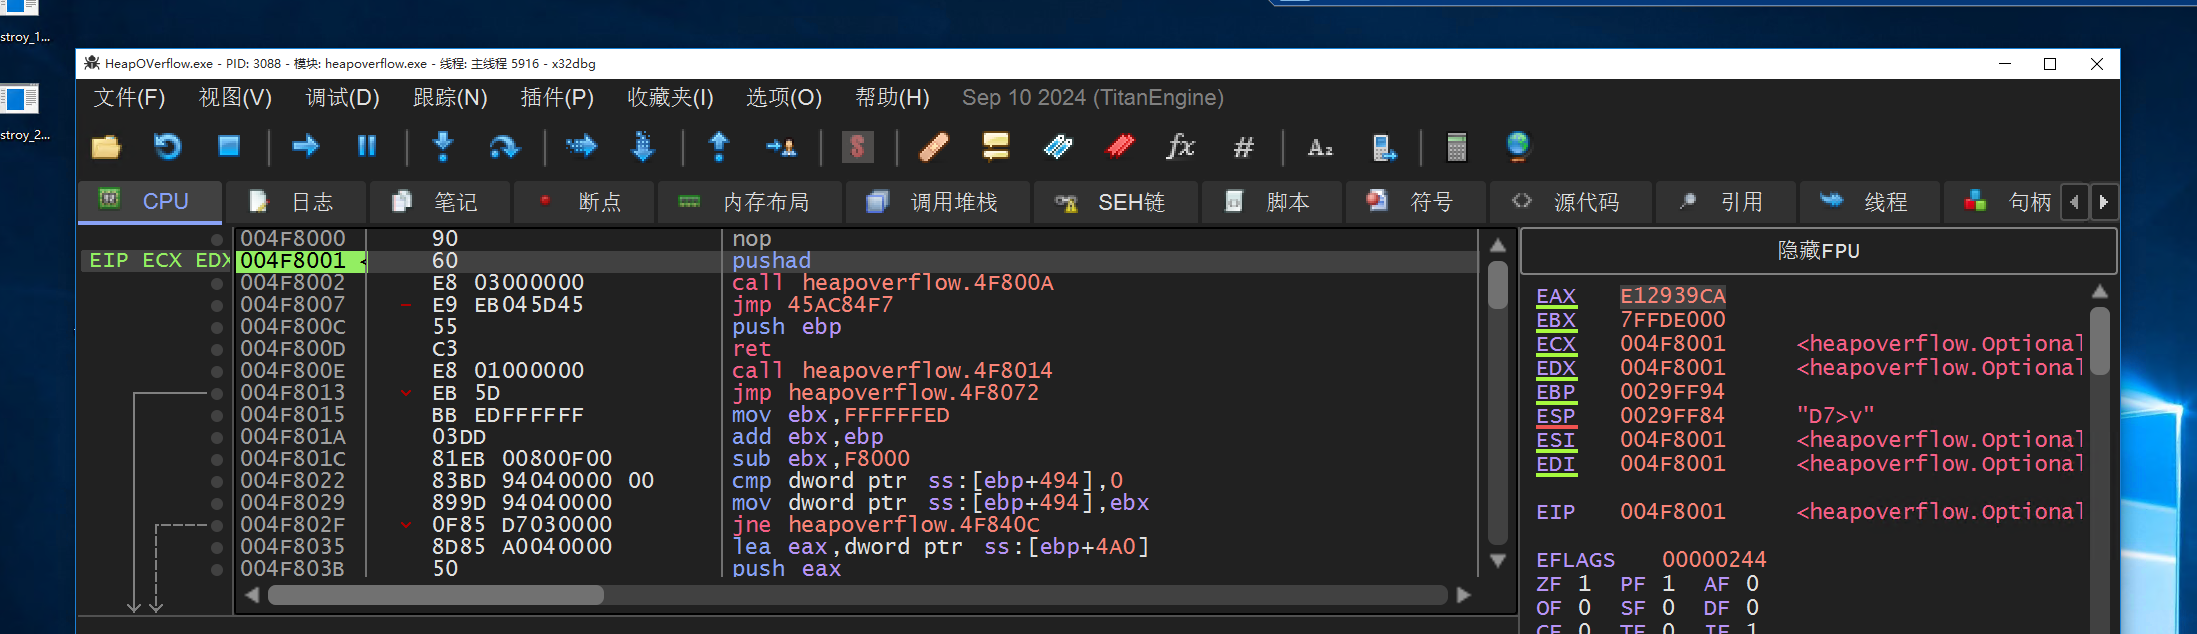 stroy_1...
stroy_2...
HeapOVerflow.exe - PID: 3088 - 模块: heapoverflow.exe - 线程: 主线程 5916 - x32dbg
文件(F) 视图(V) 调试(D) 跟踪(N) 插件(P) 收藏夹(I) 选项(O) 帮助(H) Sep 10 2024 (TitanEngine)
CPU 日志 笔记 断点 内存布局 调用堆栈 SEH链 脚本 符号 源代码 引用 线程 句柄
004F8000 90 nop
EIP ECX EDX 004F8001 60 pushad
004F8002 E8 03000000 call heapoverflow.4F800A
004F8007 E9 EB045D45 jmp 45AC84F7
004F800C 55 push ebp
004F800D C3 ret
004F800E E8 01000000 call heapoverflow.4F8014
004F8013 EB 5D jmp heapoverflow.4F8072
004F8015 BB EDFFFFFF mov ebx,FFFFFFED
004F801A 03DD add ebx,ebp
004F801C 81EB 00800F00 sub ebx,F8000
004F8022 83BD 94040000 00 cmp dword ptr ss:[ebp+494],0
004F8029 899D 94040000 mov dword ptr ss:[ebp+494],ebx
004F802F 0F85 D7030000 jne heapoverflow.4F840C
004F8035 8D85 A0040000 lea eax,dword ptr ss:[ebp+4A0]
004F803B 50 push eax
隐藏FPU
EAX E12939CA
EBX 7FFDE000
ECX 004F8001 <heapoverflow.Optional
EDX 004F8001 <heapoverflow.Optional
EBP 0029FF94
ESP 0029FF84 "D7>v"
ESI 004F8001 <heapoverflow.Optional
EDI 004F8001 <heapoverflow.Optional
EIP 004F8001 <heapoverflow.Optional
EFLAGS 00000244
ZF 1 PF 1 AF 0
OF 0 SF 0 DF 0
CF 0 TF 0 IF 1